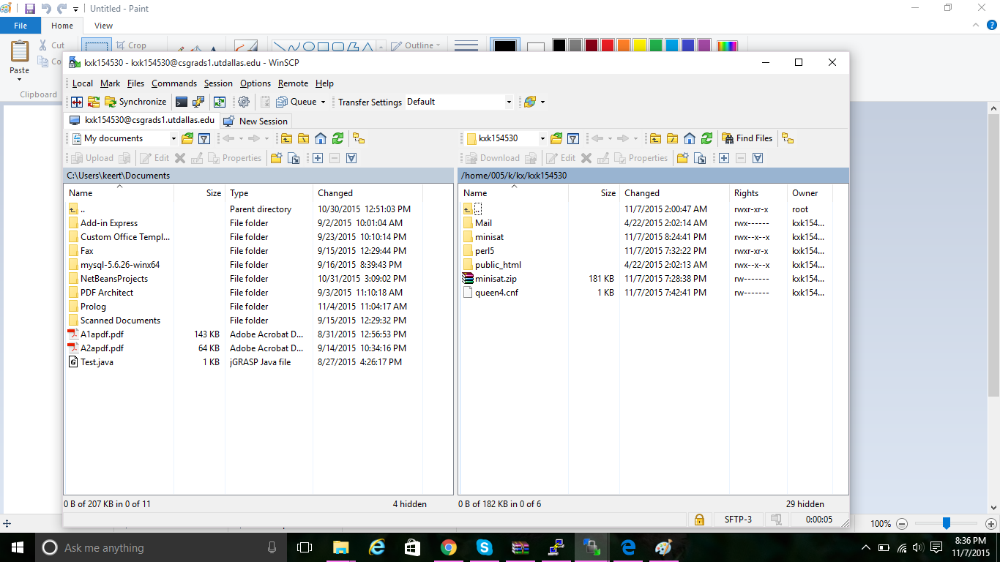 Untitled - Paint
File Home View
Paste
Cut
Crop
Outline
Clipboard
kxk154530 - kxk154530@csgrads1.utdallas.edu - WinSCP
Local Mark Files Commands Session Options Remote Help
Synchronize Queue Transfer Settings Default
kxk154530@csgrads1.utdallas.edu New Session
My documents kxk154530 Find Files
Upload Edit Properties Download Edit Properties
C:\Users\keert\Documents /home/005/k/kx/kxk154530
Name Size Type Changed Name Size Changed Rights Owner
.. Parent directory 10/30/2015 12:51:03 PM .. 11/7/2015 2:00:47 AM rwxr-xr-x root
Add-in Express File folder 9/2/2015 10:01:04 AM Mail 4/22/2015 2:02:14 AM rwx------ kxk154...
Custom Office Templ... File folder 9/23/2015 10:10:14 PM minisat 11/7/2015 8:24:41 PM rwx--x--x kxk154...
Fax File folder 9/15/2015 12:29:44 PM perl5 11/7/2015 7:32:22 PM rwxr-xr-x kxk154...
mysql-5.6.26-winx64 File folder 9/16/2015 8:39:43 PM public_html 4/22/2015 2:02:13 AM rwx--x--x kxk154...
NetBeansProjects File folder 10/31/2015 3:09:02 PM minisat.zip 181 KB 11/7/2015 7:28:38 PM rw------- kxk154...
PDF Architect File folder 9/3/2015 11:10:18 AM queen4.cnf 1 KB 11/7/2015 7:42:41 PM rw------- kxk154...
Prolog File folder 11/4/2015 11:04:17 AM
Scanned Documents File folder 9/15/2015 12:29:32 PM
A1apdf.pdf 143 KB Adobe Acrobat D... 8/31/2015 12:56:53 PM
A2apdf.pdf 64 KB Adobe Acrobat D... 9/14/2015 10:34:16 PM
Test.java 1 KB jGRASP Java file 8/27/2015 4:26:17 PM
0 B of 207 KB in 0 of 11 4 hidden 0 B of 182 KB in 0 of 6 29 hidden
SFTP-3 0:00:05
100%
Ask me anything
8:36 PM
11/7/2015